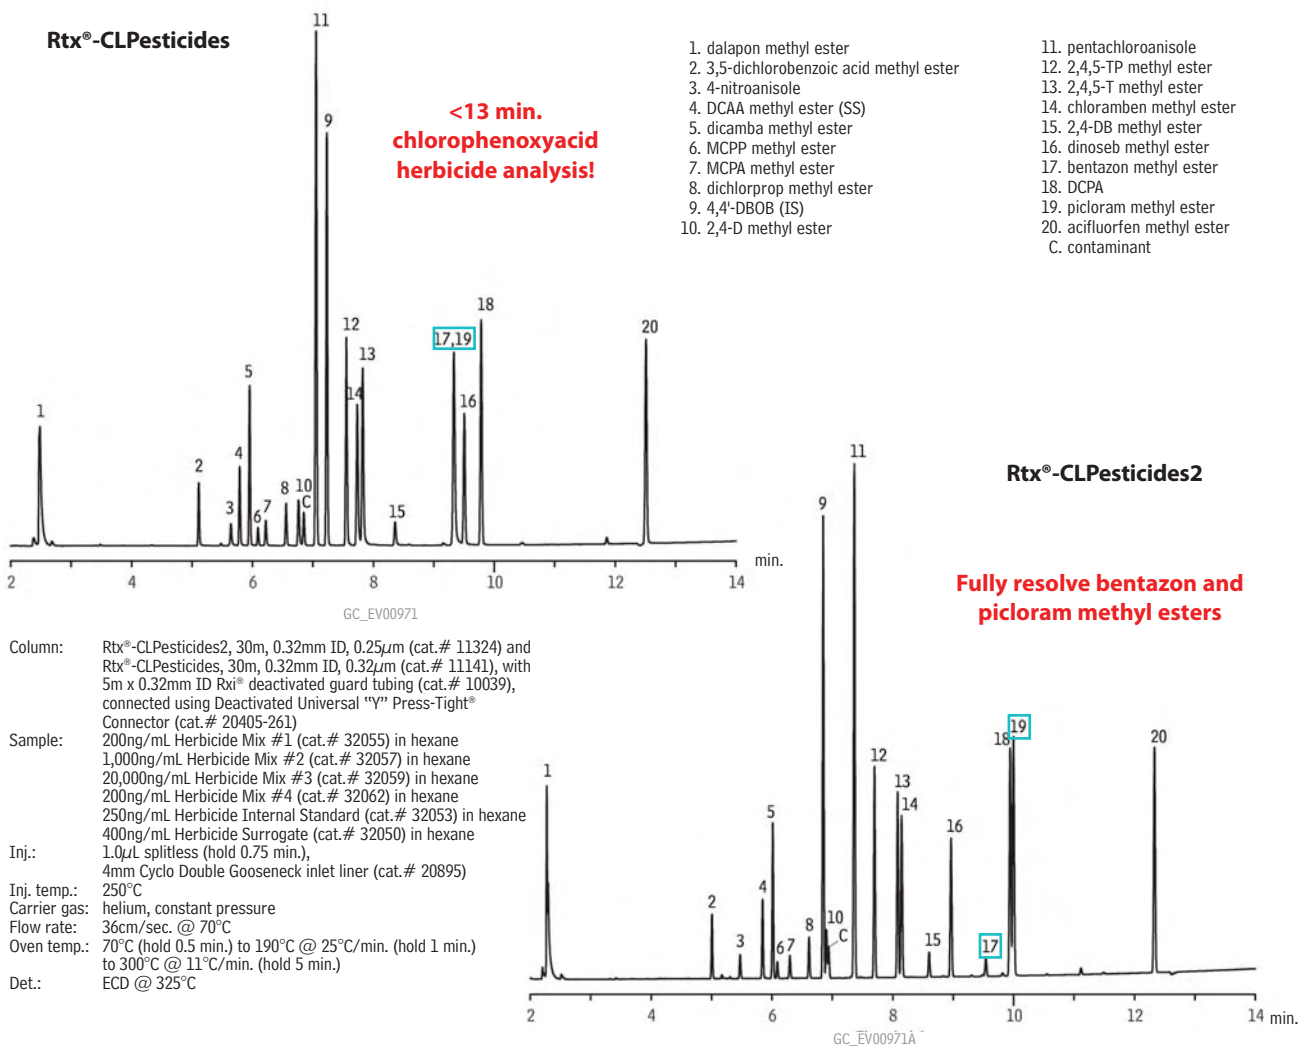 Rtx®-CLPesticides
<13 min.
chlorophenoxyacid
herbicide analysis!
1. dalapon methyl ester
2. 3,5-dichlorobenzoic acid methyl ester
3. 4-nitroanisole
4. DCAA methyl ester (SS)
5. dicamba methyl ester
6. MCPP methyl ester
7. MCPA methyl ester
8. dichlorprop methyl ester
9. 4,4'-DBOB (IS)
10. 2,4-D methyl ester
11. pentachloroanisole
12. 2,4,5-TP methyl ester
13. 2,4,5-T methyl ester
14. chloramben methyl ester
15. 2,4-DB methyl ester
16. dinoseb methyl ester
17. bentazon methyl ester
18. DCPA
19. picloram methyl ester
20. acifluorfen methyl ester
C. contaminant
1
2
3
4
5
6
7
8
10
C
11
9
12
14
13
15
17,19
16
18
20
2 4 6 8 10 12 14 min.
GC_EV00971
Rtx®-CLPesticides2
Fully resolve bentazon and
picloram methyl esters
Column: Rtx®-CLPesticides2, 30m, 0.32mm ID, 0.25µm (cat.# 11324) and
Rtx®-CLPesticides, 30m, 0.32mm ID, 0.32µm (cat.# 11141), with
5m x 0.32mm ID Rxi® deactivated guard tubing (cat.# 10039),
connected using Deactivated Universal "Y" Press-Tight®
Connector (cat.# 20405-261)
Sample: 200ng/mL Herbicide Mix #1 (cat.# 32055) in hexane
1,000ng/mL Herbicide Mix #2 (cat.# 32057) in hexane
20,000ng/mL Herbicide Mix #3 (cat.# 32059) in hexane
200ng/mL Herbicide Mix #4 (cat.# 32062) in hexane
250ng/mL Herbicide Internal Standard (cat.# 32053) in hexane
400ng/mL Herbicide Surrogate (cat.# 32050) in hexane
Inj.: 1.0µL splitless (hold 0.75 min.),
4mm Cyclo Double Gooseneck inlet liner (cat.# 20895)
Inj. temp.: 250°C
Carrier gas: helium, constant pressure
Flow rate: 36cm/sec. @ 70°C
Oven temp.: 70°C (hold 0.5 min.) to 190°C @ 25°C/min. (hold 1 min.)
to 300°C @ 11°C/min. (hold 5 min.)
Det.: ECD @ 325°C
1
2
3
4
5
6
7
8
9
10
C
11
12
13
14
15
16
17
18
19
20
2 4 6 8 10 12 14 min.
GC_EV00971A